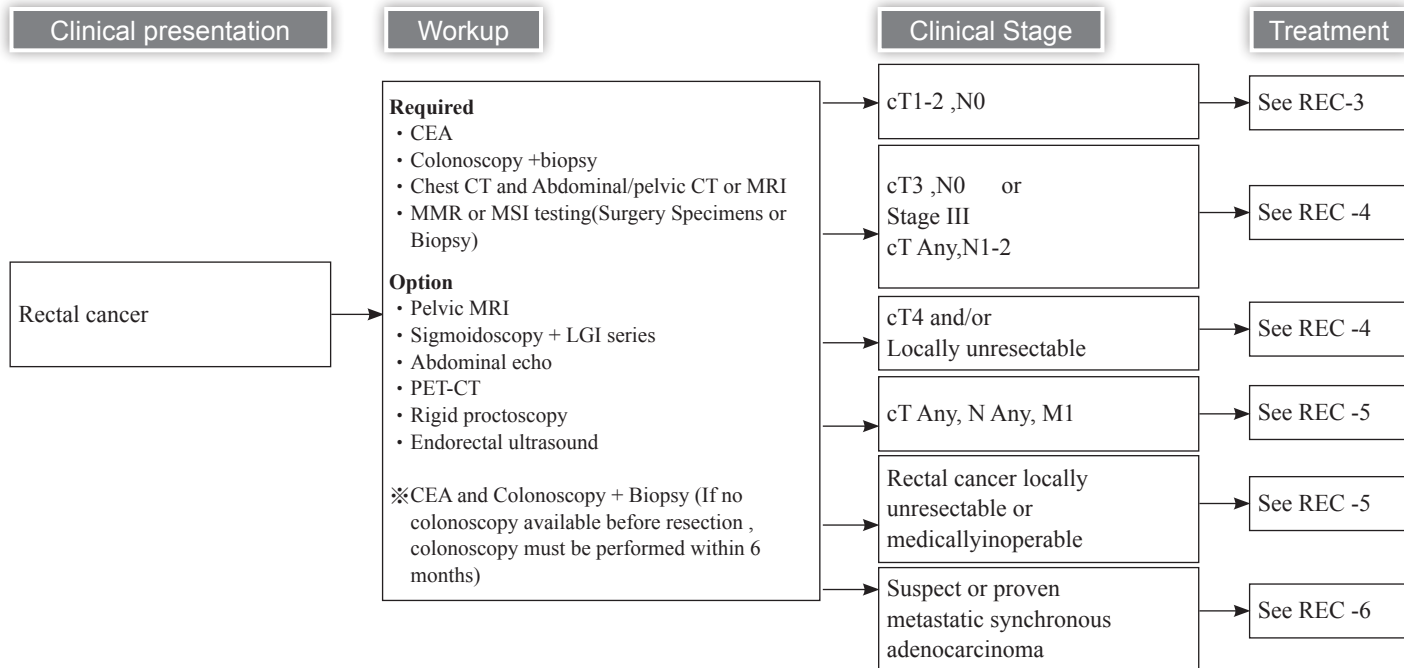 Clinical presentation
Workup
Clinical Stage
Treatment
Rectal cancer
Required
・CEA
・Colonoscopy +biopsy
・Chest CT and Abdominal/pelvic CT or MRI
・MMR or MSI testing(Surgery Specimens or
Biopsy)
Option
・Pelvic MRI
・Sigmoidoscopy + LGI series
・Abdominal echo
・PET-CT
・Rigid proctoscopy
・Endorectal ultrasound
※CEA and Colonoscopy + Biopsy (If no
colonoscopy available before resection ,
colonoscopy must be performed within 6
months)
cT1-2 ,N0
See REC-3
cT3 ,N0 or
Stage III
cT Any,N1-2
See REC -4
cT4 and/or
Locally unresectable
See REC -4
cT Any, N Any, M1
See REC -5
Rectal cancer locally
unresectable or
medicallyinoperable
See REC -5
Suspect or proven
metastatic synchronous
adenocarcinoma
See REC -6